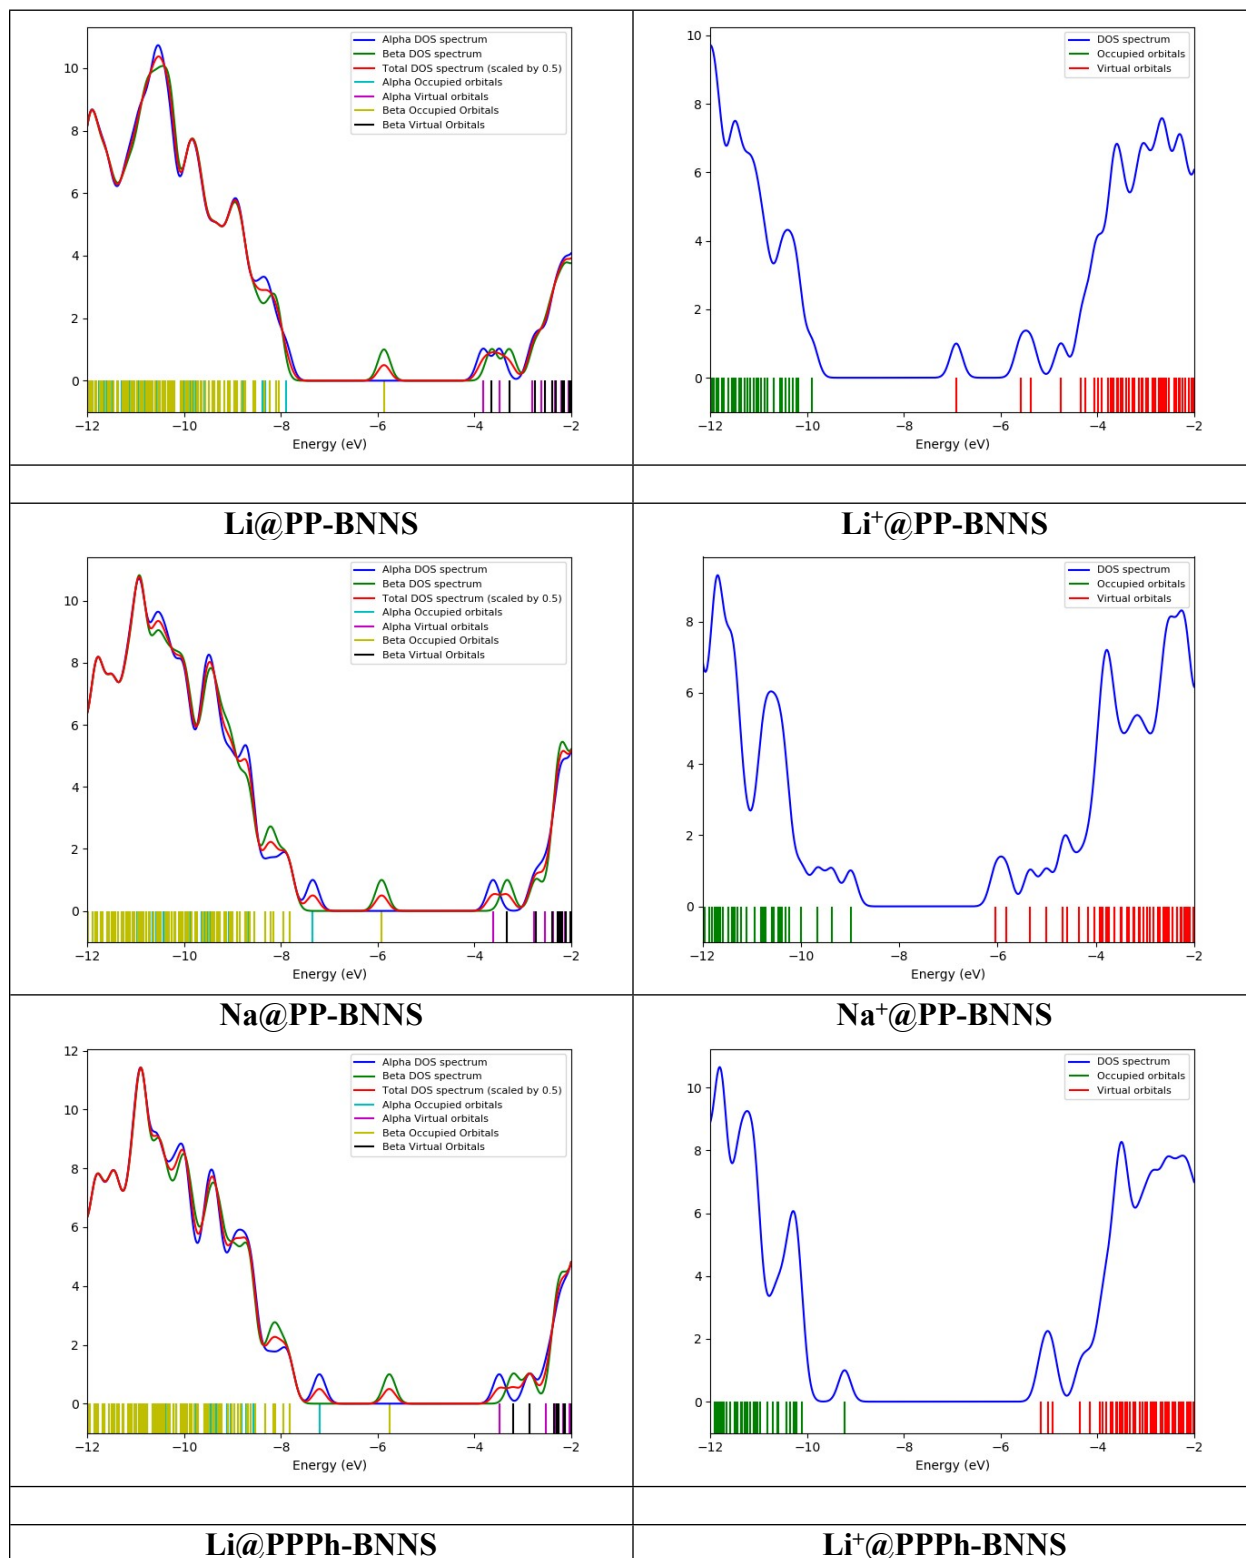 Alpha DOS spectrum
Beta DOS spectrum
Total DOS spectrum (scaled by 0.5)
Alpha Occupied orbitals
Alpha Virtual orbitals
Beta Occupied Orbitals
Beta Virtual Orbitals
10
8
6
4
2
0
−12 −10 −8 −6 −4 −2
Energy (eV)
DOS spectrum
Occupied orbitals
Virtual orbitals
10
8
6
4
2
0
−12 −10 −8 −6 −4 −2
Energy (eV)
Li@PP-BNNS
Li⁺@PP-BNNS
Alpha DOS spectrum
Beta DOS spectrum
Total DOS spectrum (scaled by 0.5)
Alpha Occupied orbitals
Alpha Virtual orbitals
Beta Occupied Orbitals
Beta Virtual Orbitals
10
8
6
4
2
0
−12 −10 −8 −6 −4 −2
Energy (eV)
DOS spectrum
Occupied orbitals
Virtual orbitals
8
6
4
2
0
−12 −10 −8 −6 −4 −2
Energy (eV)
Na@PP-BNNS
Na⁺@PP-BNNS
Alpha DOS spectrum
Beta DOS spectrum
Total DOS spectrum (scaled by 0.5)
Alpha Occupied orbitals
Alpha Virtual orbitals
Beta Occupied Orbitals
Beta Virtual Orbitals
12
10
8
6
4
2
0
−12 −10 −8 −6 −4 −2
Energy (eV)
DOS spectrum
Occupied orbitals
Virtual orbitals
10
8
6
4
2
0
−12 −10 −8 −6 −4 −2
Energy (eV)
Li@PPPh-BNNS
Li⁺@PPPh-BNNS